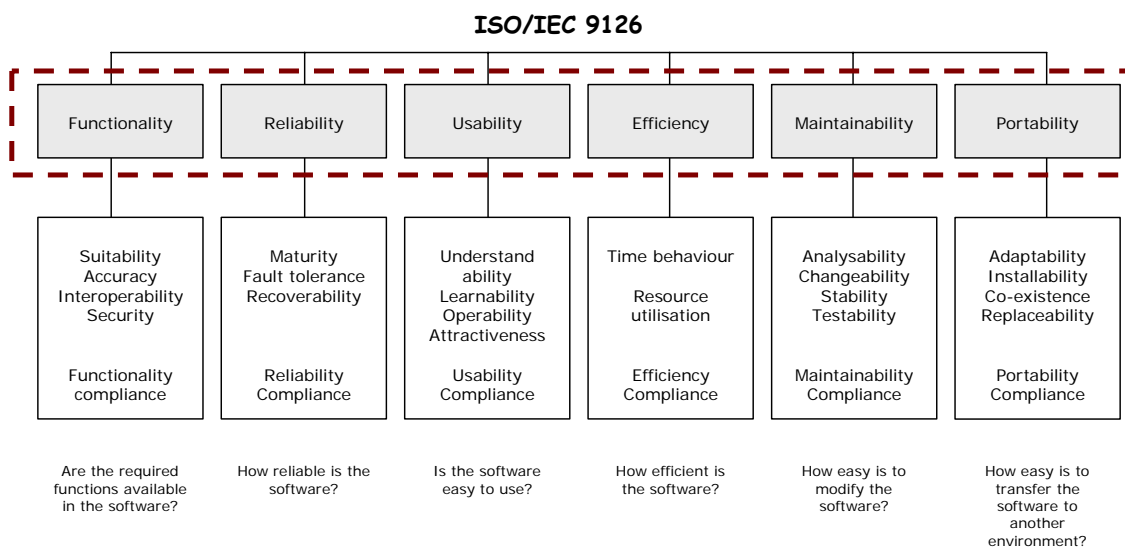 ISO/IEC 9126
Functionality
Reliability
Usability
Efficiency
Maintainability
Portability
Suitability
Accuracy
Interoperability
Security
Functionality
compliance
Maturity
Fault tolerance
Recoverability
Reliability
Compliance
Understand
ability
Learnability
Operability
Attractiveness
Usability
Compliance
Time behaviour
Resource
utilisation
Efficiency
Compliance
Analysability
Changeability
Stability
Testability
Maintainability
Compliance
Adaptability
Installability
Co-existence
Replaceability
Portability
Compliance
Are the required
functions available
in the software?
How reliable is the
software?
Is the software
easy to use?
How efficient is
the software?
How easy is to
modify the
software?
How easy is to
transfer the
software to
another
environment?